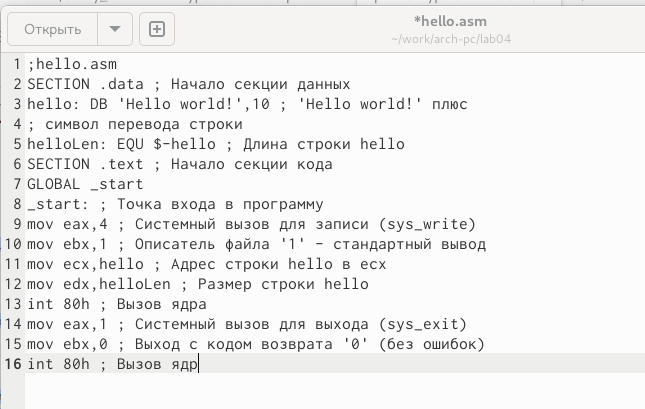 Открыть
*hello.asm
~/work/arch-pc/lab04
1 ;hello.asm
2 SECTION .data ; Начало секции данных
3 hello: DB 'Hello world!',10 ; 'Hello world!' плюс
4 ; символ перевода строки
5 helloLen: EQU $-hello ; Длина строки hello
6 SECTION .text ; Начало секции кода
7 GLOBAL _start
8 _start: ; Точка входа в программу
9 mov eax,4 ; Системный вызов для записи (sys_write)
10 mov ebx,1 ; Описатель файла '1' - стандартный вывод
11 mov ecx,hello ; Адрес строки hello в ecx
12 mov edx,helloLen ; Размер строки hello
13 int 80h ; Вызов ядра
14 mov eax,1 ; Системный вызов для выхода (sys_exit)
15 mov ebx,0 ; Выход с кодом возврата '0' (без ошибок)
16 int 80h ; Вызов ядр